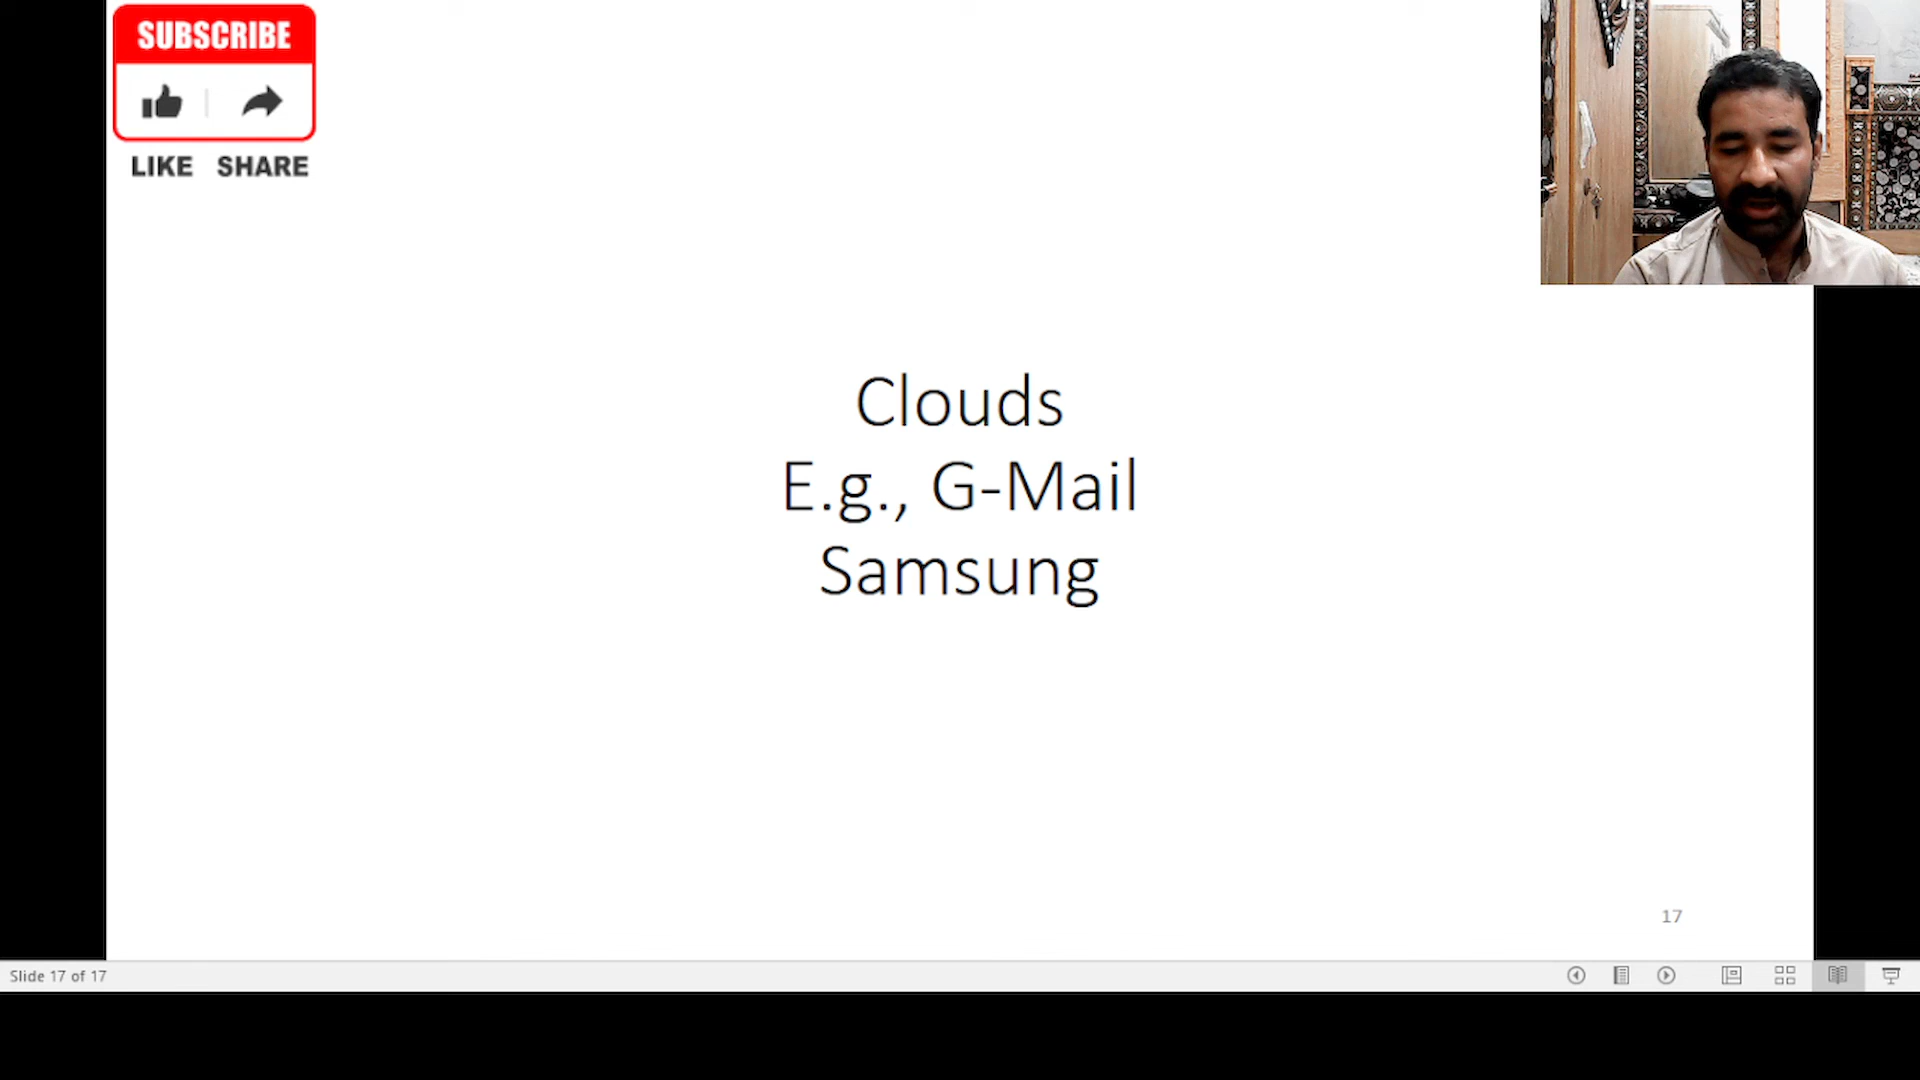 SUBSCRIBE
LIKE SHARE
Clouds
E.g., G-Mail
Samsung
17
Slide 17 of 17